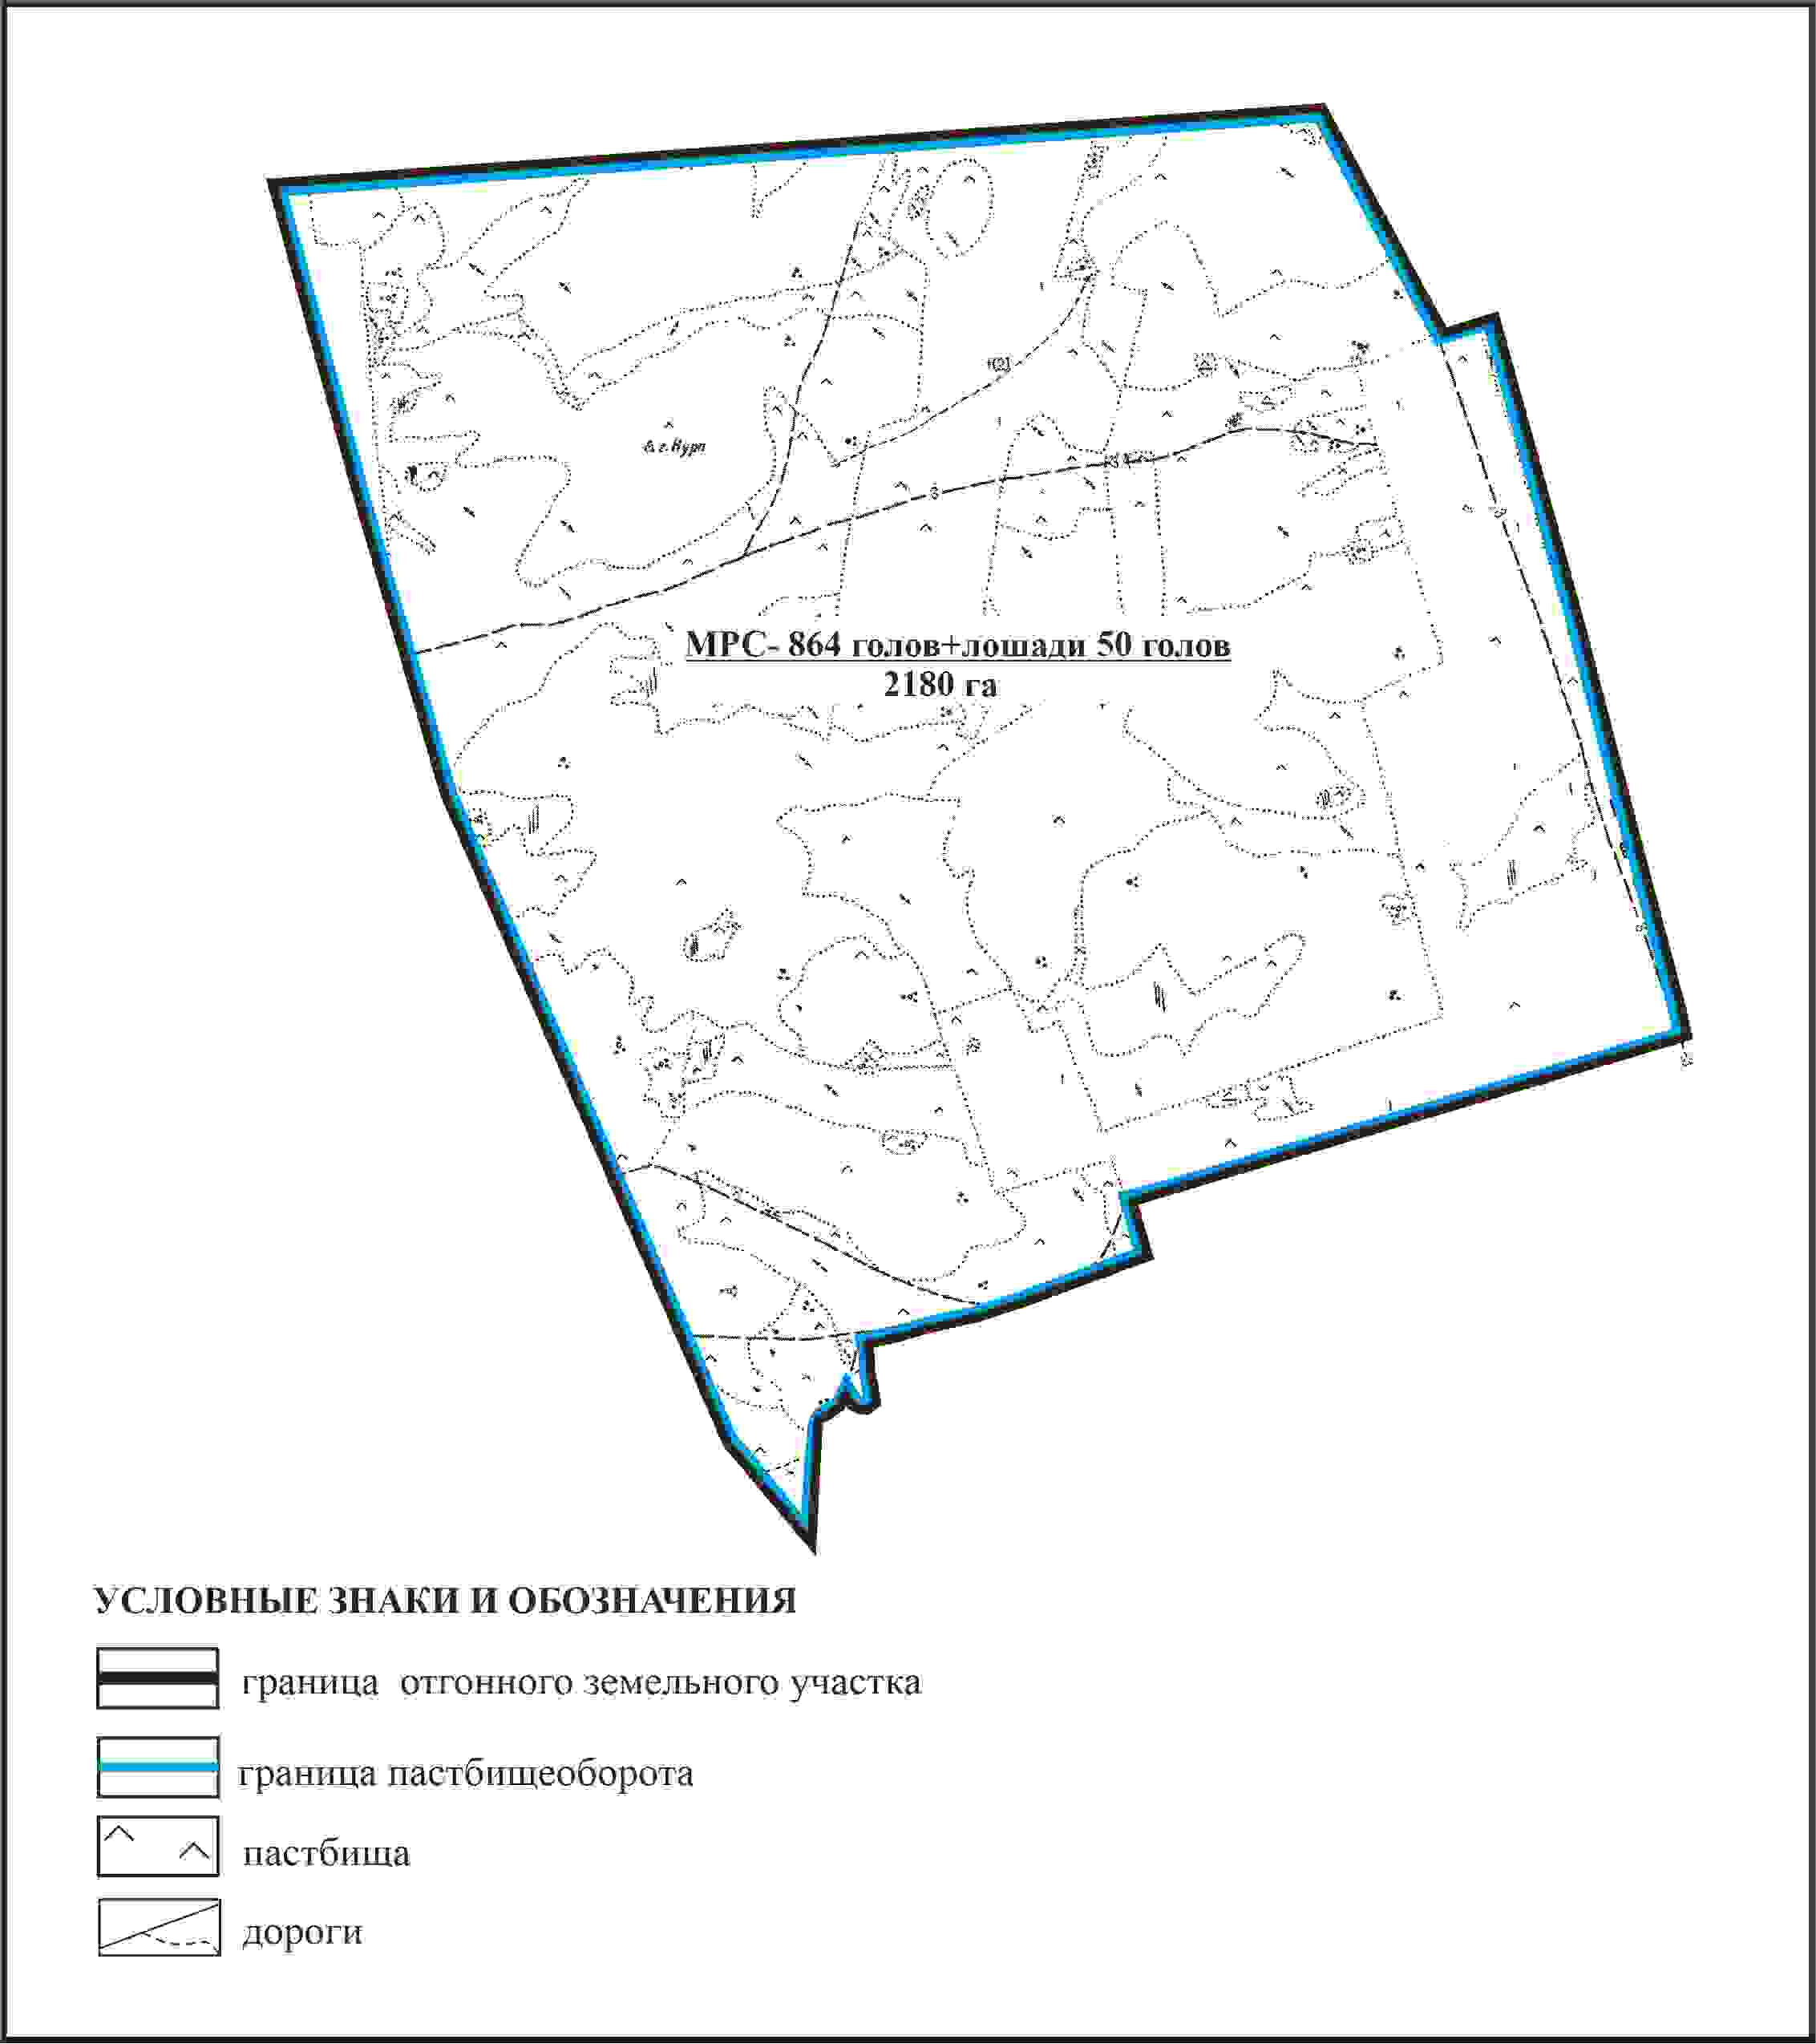 МРС- 864 голов+лошади 50 голов
2180 га
УСЛОВНЫЕ ЗНАКИ И ОБОЗНАЧЕНИЯ
граница отгонного земельного участка
граница пастбищеоборота
пастбища
дороги